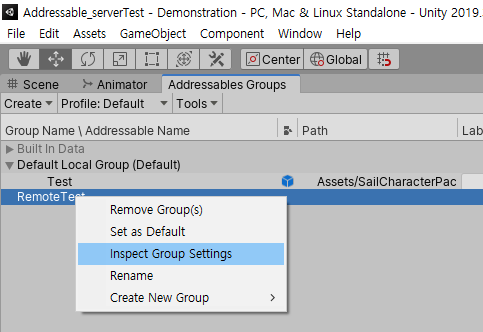 Addressable_serverTest - Demonstration - PC, Mac & Linux Standalone - Unity 2019.
File Edit Assets GameObject Component Window Help
Center Global
Scene Animator Addressables Groups
Create Profile: Default Tools
Group Name \ Addressable Name Path Lab
Built In Data
Default Local Group (Default)
Test Assets/SailCharacterPac
RemoteTest
Remove Group(s)
Set as Default
Inspect Group Settings
Rename
Create New Group